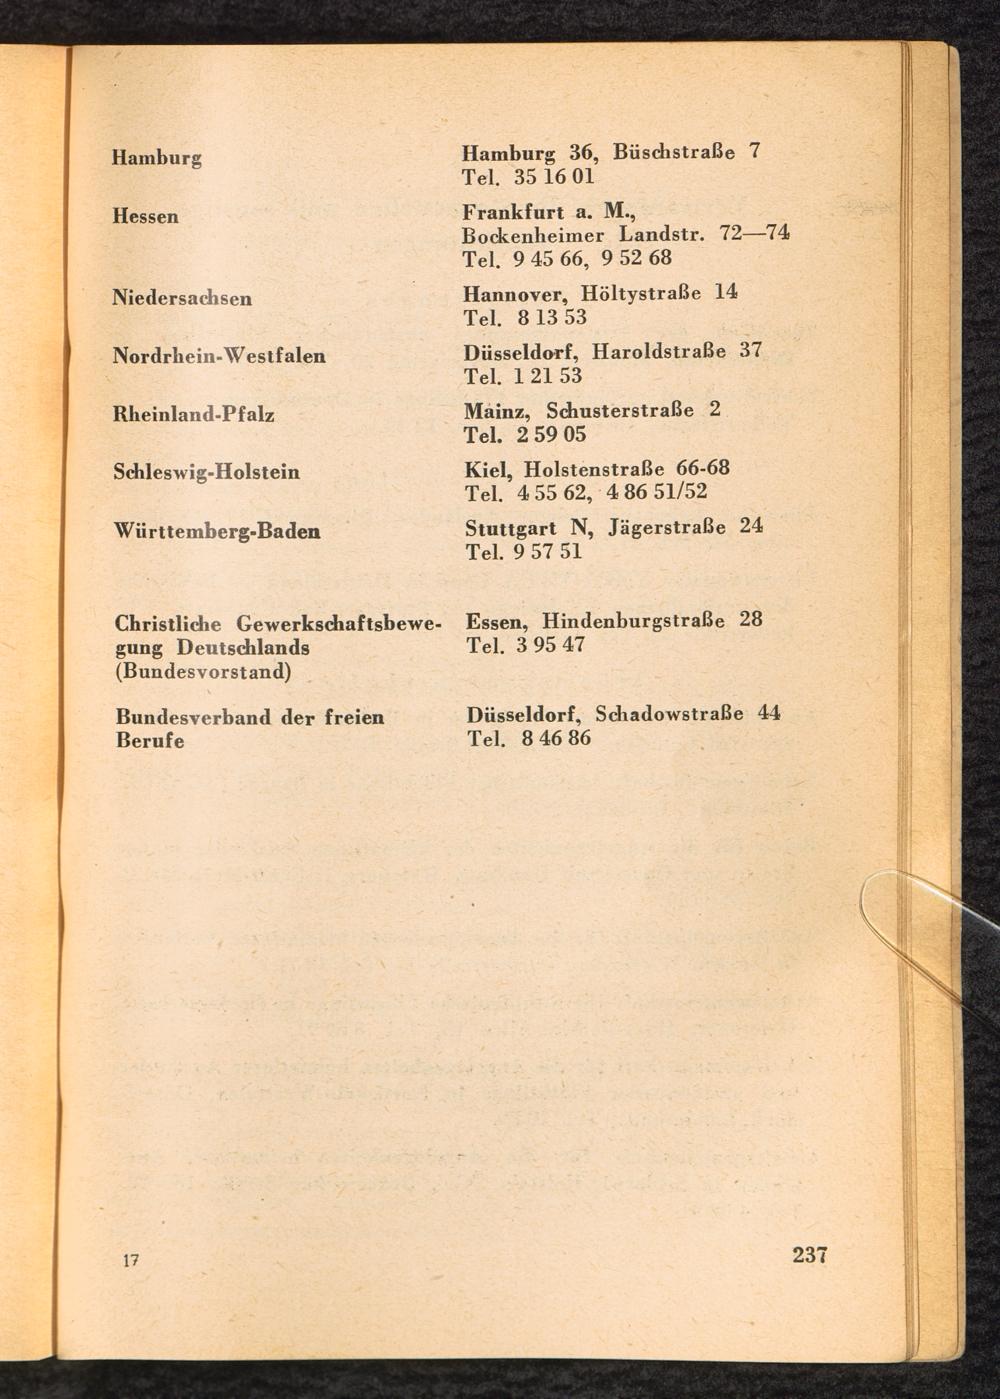 Hamburg
Hamburg 36, Büschstraße 7
Tel. 35 16 01
Hessen
Frankfurt a. M.,
Bockenheimer Landstr. 72—74
Tel. 9 45 66, 9 52 68
Niedersachsen
Hannover, Höltystraße 14
Tel. 8 13 53
Nordrhein-Westfalen
Düsseldorf, Haroldstraße 37
Tel. 1 21 53
Rheinland-Pfalz
Mainz, Schusterstraße 2
Tel. 2 59 05
Schleswig-Holstein
Kiel, Holstenstraße 66-68
Tel. 4 55 62, 4 86 51/52
Württemberg-Baden
Stuttgart N, Jägerstraße 24
Tel. 9 57 51
Christliche Gewerkschaftsbewe-
gung Deutschlands
(Bundesvorstand)
Essen, Hindenburgstraße 28
Tel. 3 95 47
Bundesverband der freien
Berufe
Düsseldorf, Schadowstraße 44
Tel. 8 46 86
17
237